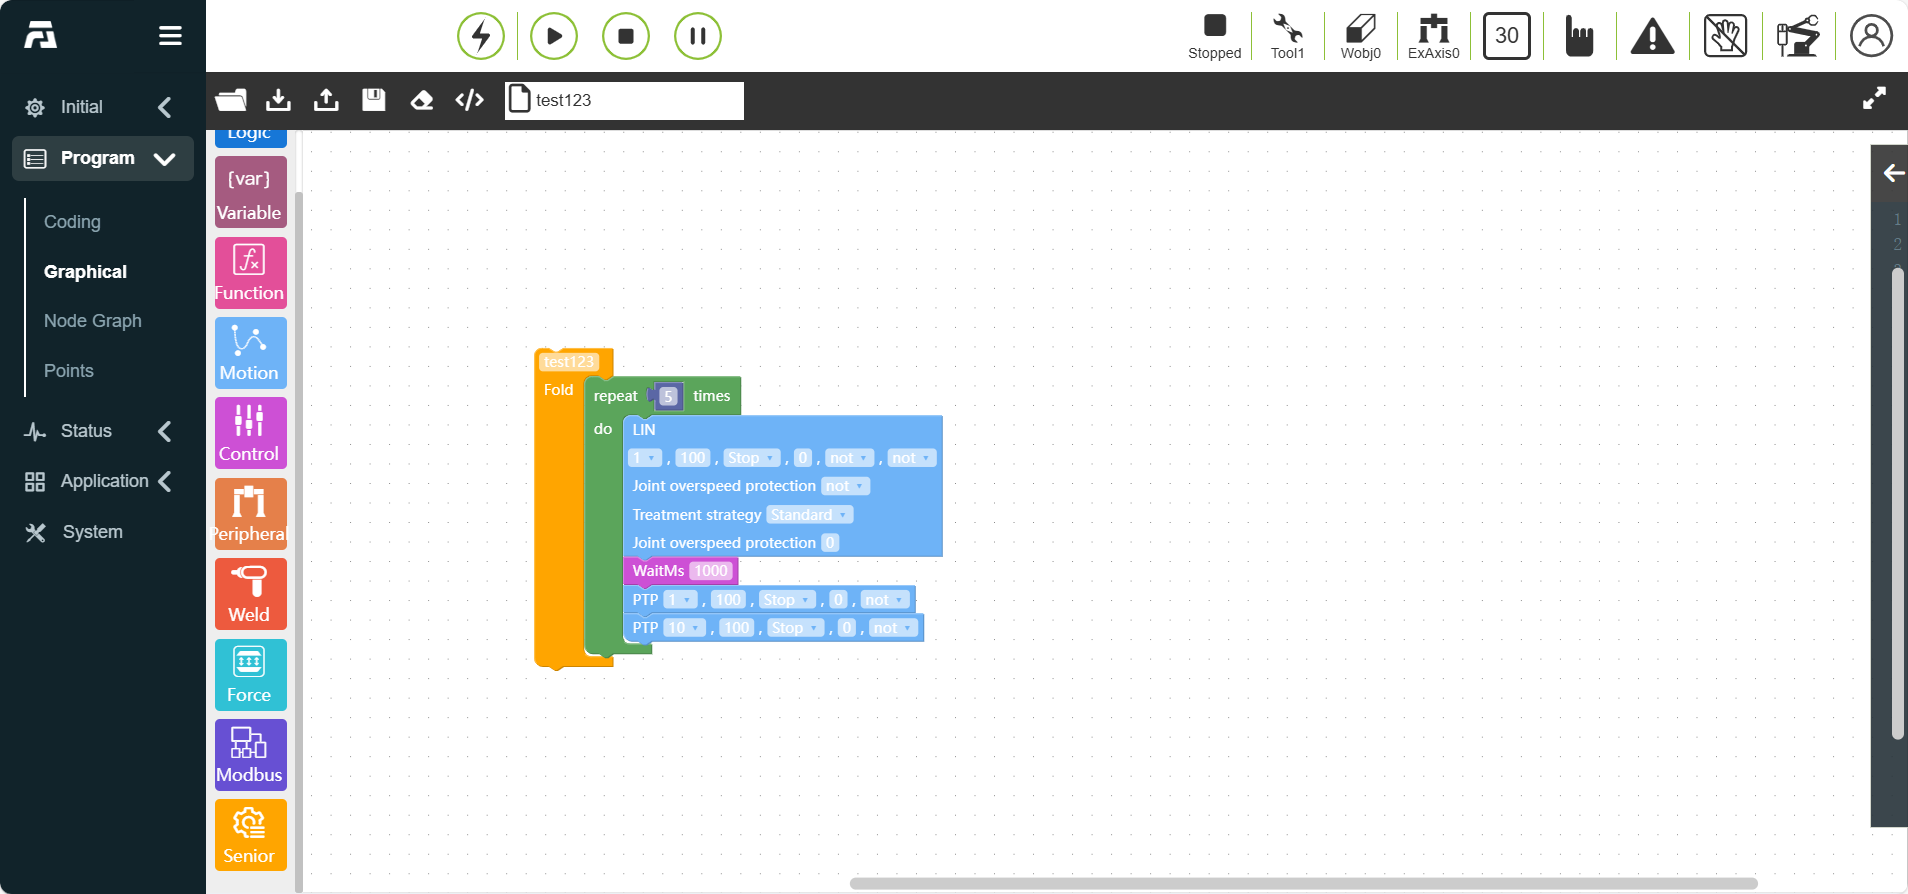 Stopped
Tool1
Wobj0
ExAxis0
30
Initial
Program
Coding
Graphical
Node Graph
Points
Status
Application
System
test123
Logic
{var}
Variable
fx
Function
Motion
Control
Peripheral
Weld
Force
Modbus
Senior
test123
Fold
repeat 5 times
do
LIN
1 , 100 , Stop , 0 , not , not
Joint overspeed protection not
Treatment strategy Standard
Joint overspeed protection 0
WaitMs 1000
PTP 1 , 100 , Stop , 0 , not
PTP 10 , 100 , Stop , 0 , not
1
2